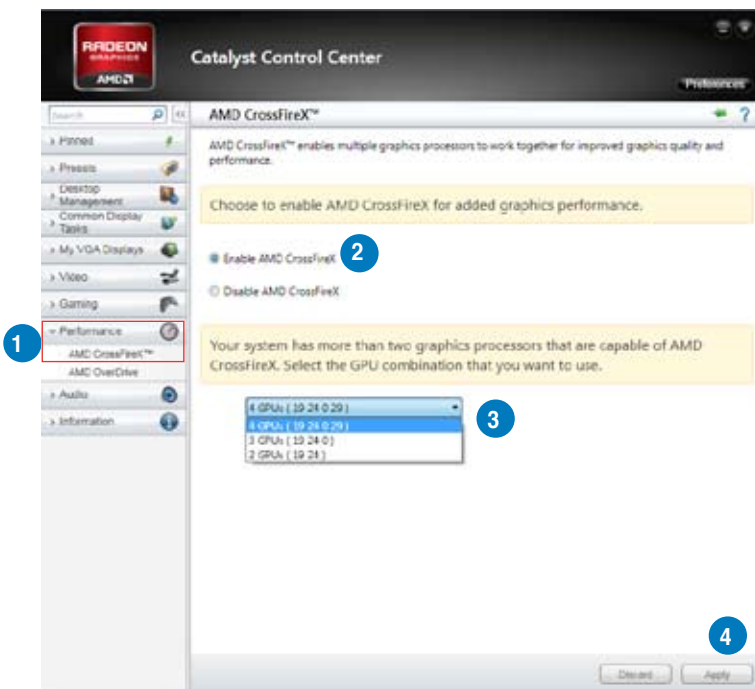 RADEON
GRAPHICS
AMD
Catalyst Control Center
Preferences
Search
AMD CrossFireX™
?
Pinned
Presets
Desktop
Management
Common Display
Tasks
My VGA Displays
Video
Gaming
Performance
AMD CrossFireX™
AMD OverDrive
Audio
Information
AMD CrossFireX™ enables multiple graphics processors to work together for improved graphics quality and
performance.
Choose to enable AMD CrossFireX for added graphics performance.
Enable AMD CrossFireX
2
Disable AMD CrossFireX
1
Your system has more than two graphics processors that are capable of AMD
CrossFireX. Select the GPU combination that you want to use.
4 GPUs ( 19 24 0 29 )
4 GPUs ( 19 24 0 29 )
3 GPUs ( 19 24 0 )
2 GPUs ( 19 24 )
3
4
Discard
Apply